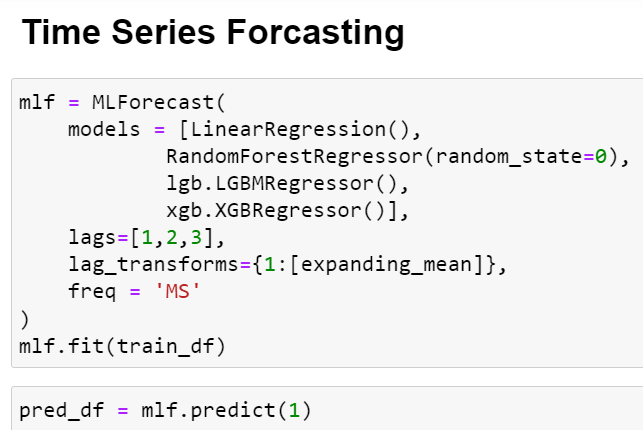 Time Series Forcasting
mlf = MLForecast(
    models = [LinearRegression(),
            RandomForestRegressor(random_state=0),
            lgb.LGBMRegressor(),
            xgb.XGBRegressor()],
    lags=[1,2,3],
    lag_transforms={1:[expanding_mean]},
    freq = 'MS'
)
mlf.fit(train_df)
pred_df = mlf.predict(1)